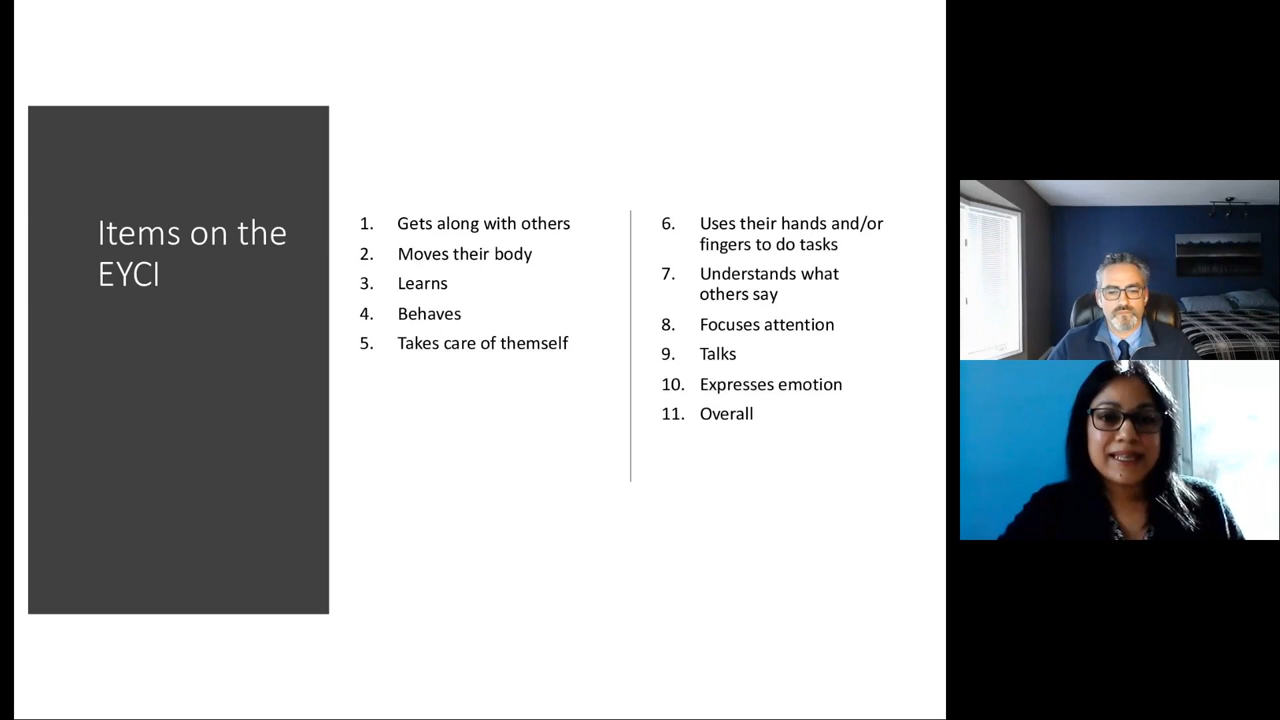 Items on the
EYCI
1. Gets along with others
2. Moves their body
3. Learns
4. Behaves
5. Takes care of themself
6. Uses their hands and/or
fingers to do tasks
7. Understands what
others say
8. Focuses attention
9. Talks
10. Expresses emotion
11. Overall